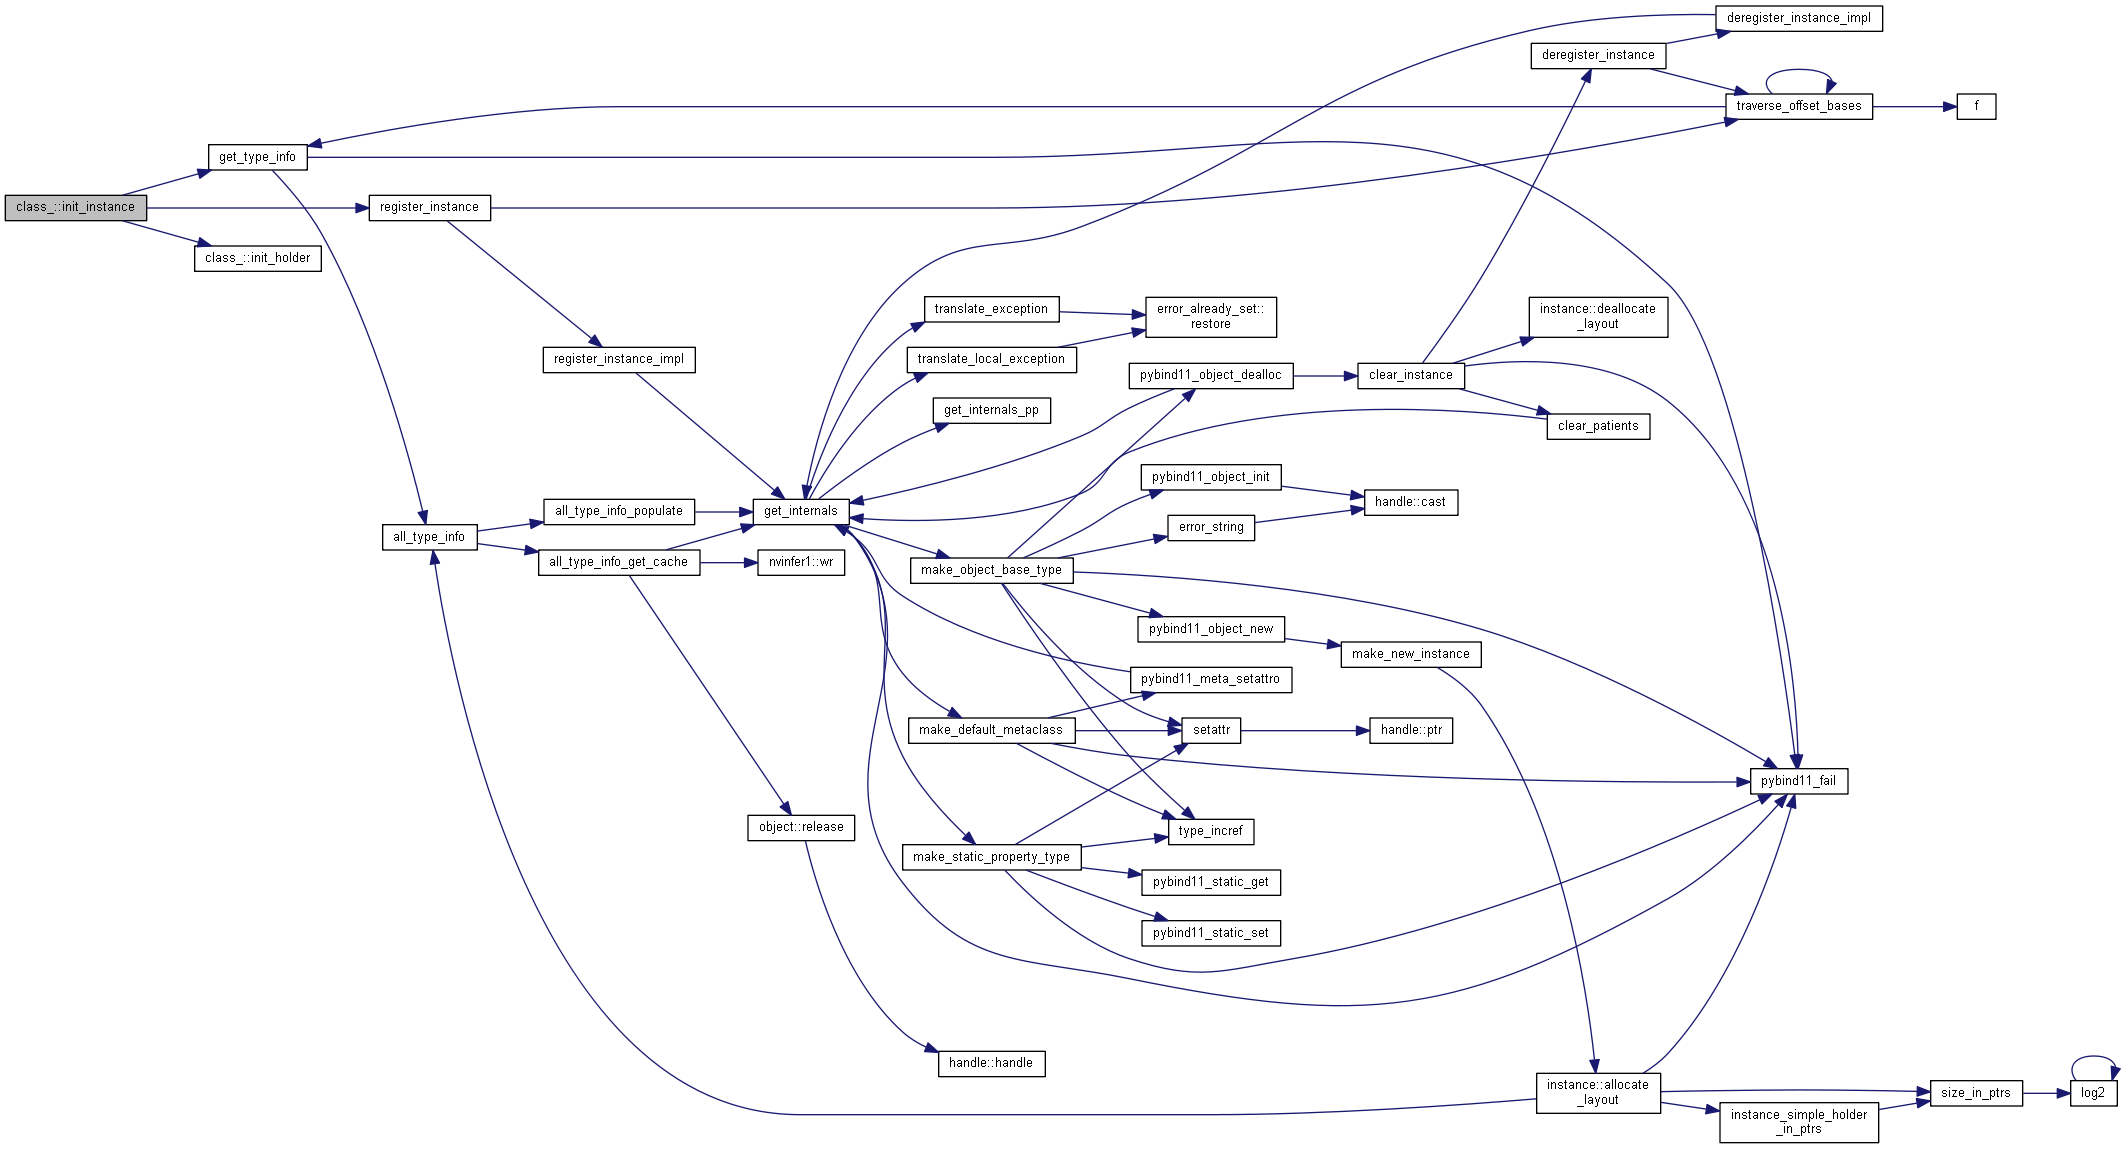 deregister_instance_impl
deregister_instance
traverse_offset_bases
f
get_type_info
class_::init_instance
register_instance
class_::init_holder
translate_exception
error_already_set::
restore
instance::deallocate
_layout
register_instance_impl
translate_local_exception
pybind11_object_dealloc
clear_instance
get_internals_pp
clear_patients
pybind11_object_init
handle::cast
all_type_info_populate
get_internals
error_string
all_type_info
all_type_info_get_cache
nvinfer1::wr
make_object_base_type
pybind11_object_new
make_new_instance
pybind11_meta_setattro
make_default_metaclass
setattr
handle::ptr
pybind11_fail
object::release
type_incref
make_static_property_type
pybind11_static_get
pybind11_static_set
handle::handle
instance::allocate
_layout
size_in_ptrs
log2
instance_simple_holder
_in_ptrs